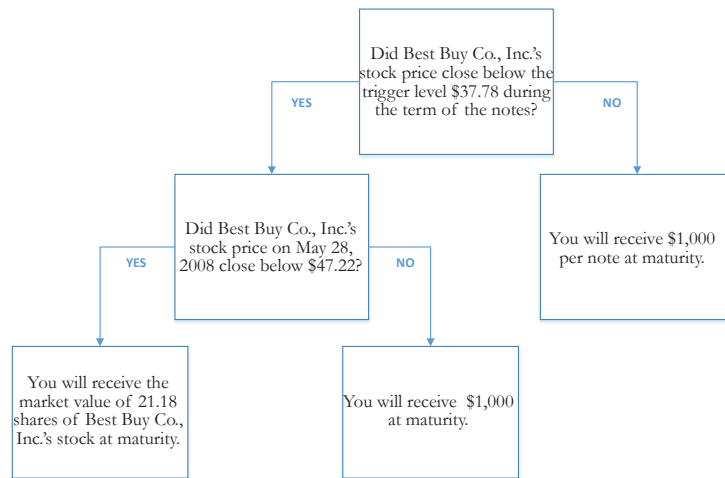 Did Best Buy Co., Inc.'s
stock price close below the
trigger level $37.78 during
the term of the notes?
YES
NO
Did Best Buy Co., Inc.'s
stock price on May 28,
2008 close below $47.22?
You will receive $1,000
per note at maturity.
YES
NO
You will receive the
market value of 21.18
shares of Best Buy Co.,
Inc.'s stock at maturity.
You will receive $1,000
at maturity.